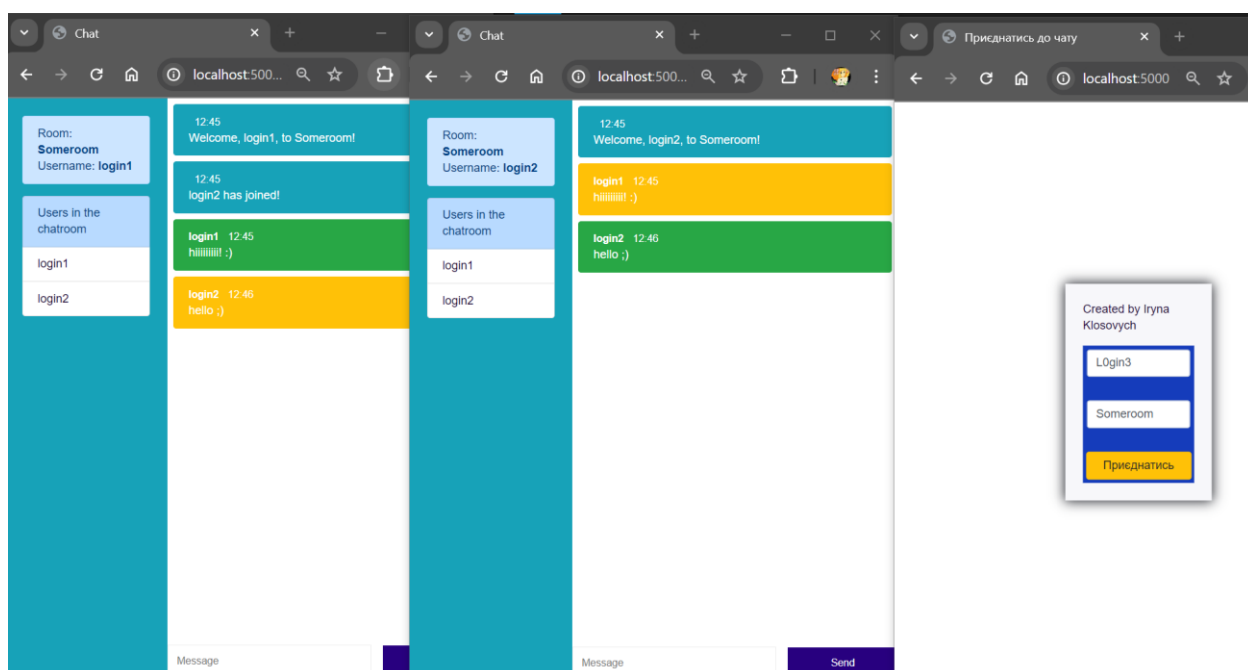 Chat
localhost:500...
Room:
Someroom
Username: login1
Users in the
chatroom
login1
login2
12:45
Welcome, login1, to Someroom!
12:45
login2 has joined!
login1 12:45
hiiiiiiii! :)
login2 12:46
hello ;)
Message
Chat
localhost:500...
Room:
Someroom
Username: login2
Users in the
chatroom
login1
login2
12:45
Welcome, login2, to Someroom!
login1 12:45
hiiiiiiii! :)
login2 12:46
hello ;)
Message
Send
Приєднатись до чату
localhost:5000
Created by Iryna
Klosovych
L0gin3
Someroom
Приєднатись